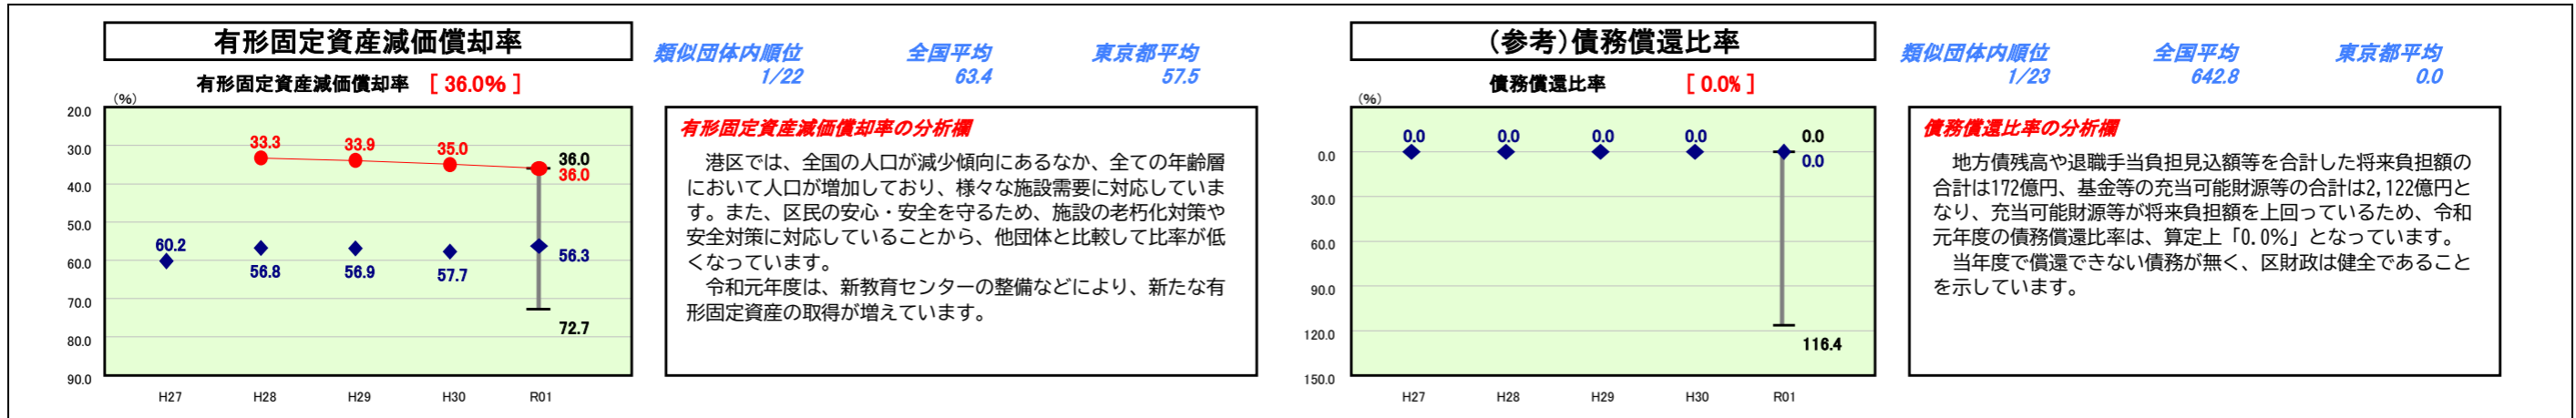 有形固定資産減価償却率
有形固定資産減価償却率 [ 36.0% ]
類似団体内順位
1/22
全国平均
63.4
東京都平均
57.5
(%)
20.0
30.0
40.0
50.0
60.0
70.0
80.0
90.0
33.3
33.9
35.0
36.0
36.0
60.2
56.8
56.9
57.7
56.3
72.7
H27
H28
H29
H30
R01
有形固定資産減価償却率の分析欄
港区では、全国の人口が減少傾向にあるなか、全ての年齢層
において人口が増加しており、様々な施設需要に対応していま
す。また、区民の安心・安全を守るため、施設の老朽化対策や
安全対策に対応していることから、他団体と比較して比率が低
くなっています。
令和元年度は、新教育センターの整備などにより、新たな有
形固定資産の取得が増えています。
(参考)債務償還比率
債務償還比率 [ 0.0% ]
類似団体内順位
1/23
全国平均
642.8
東京都平均
0.0
(%)
0.0
30.0
60.0
90.0
120.0
150.0
0.0
0.0
0.0
0.0
0.0
0.0
116.4
H27
H28
H29
H30
R01
債務償還比率の分析欄
地方債残高や退職手当負担見込額等を合計した将来負担額の
合計は172億円、基金等の充当可能財源等の合計は2,122億円と
なり、充当可能財源等が将来負担額を上回っているため、令和
元年度の債務償還比率は、算定上「0.0%」となっています。
当年度で償還できない債務が無く、区財政は健全であること
を示しています。